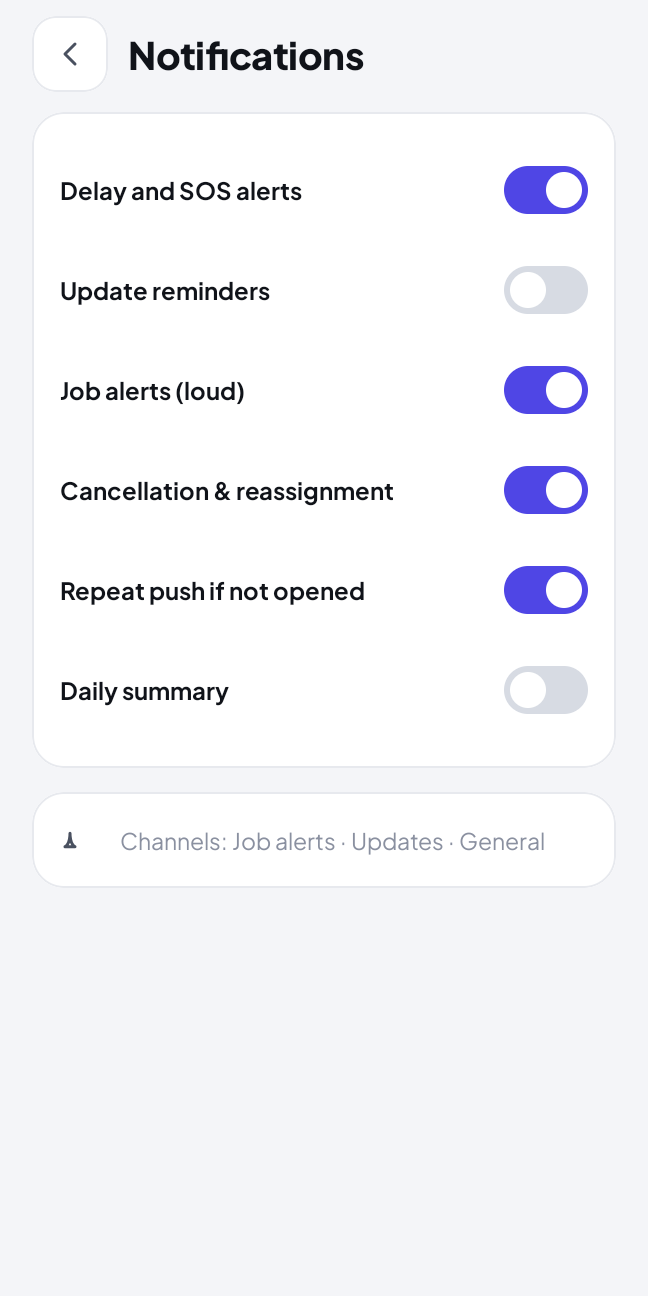 Notifications
Delay and SOS alerts
Update reminders
Job alerts (loud)
Cancellation & reassignment
Repeat push if not opened
Daily summary
Channels: Job alerts · Updates · General